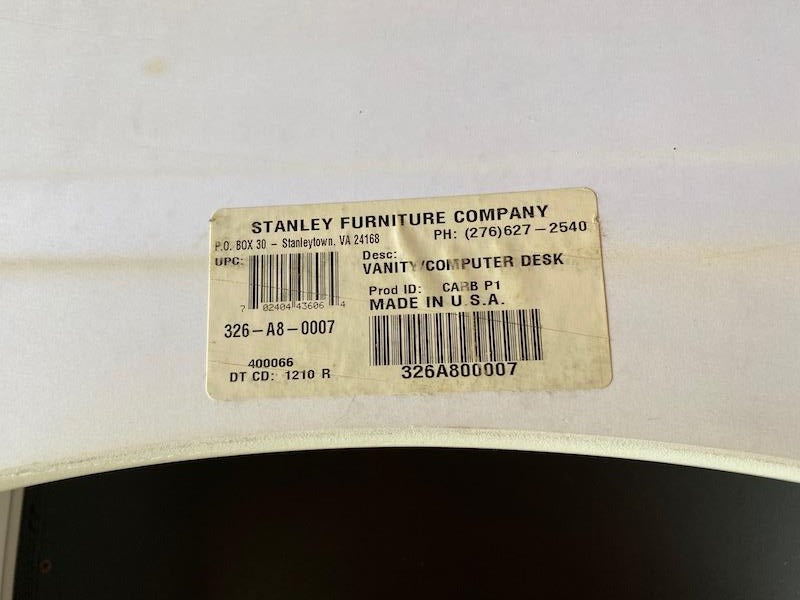 STANLEY FURNITURE COMPANY
P.O. BOX 30 – Stanleytown, VA 24168 PH: (276)627–2540
UPC:
Desc:
VANITY/COMPUTER DESK
Prod ID: CARB P1
MADE IN U.S.A.
7 02404 43606 4
326–A8–0007
400066
DT CD: 1210 R
326A800007